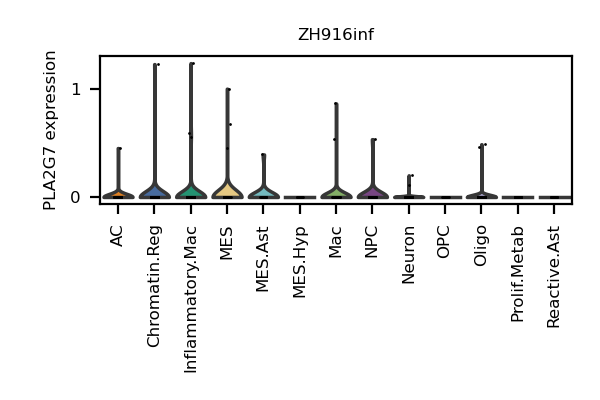 ZH916inf
PLA2G7 expression
1
0
AC
Chromatin.Reg
Inflammatory.Mac
MES
MES.Ast
MES.Hyp
Mac
NPC
Neuron
OPC
Oligo
Prolif.Metab
Reactive.Ast